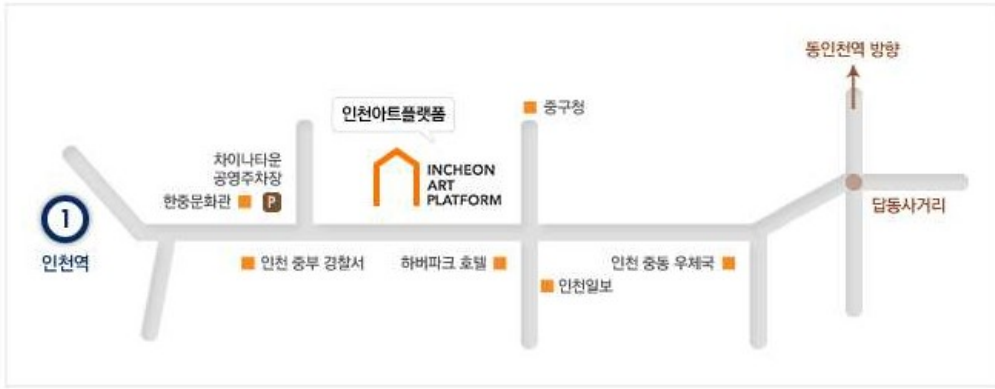 동인천역 방향
인천아트플랫폼
중구청
차이나타운
공영주차장
한중문화관
P
INCHEON
ART
PLATFORM
1
인천역
답동사거리
인천 중부 경찰서
하버파크 호텔
인천 중동 우체국
인천일보